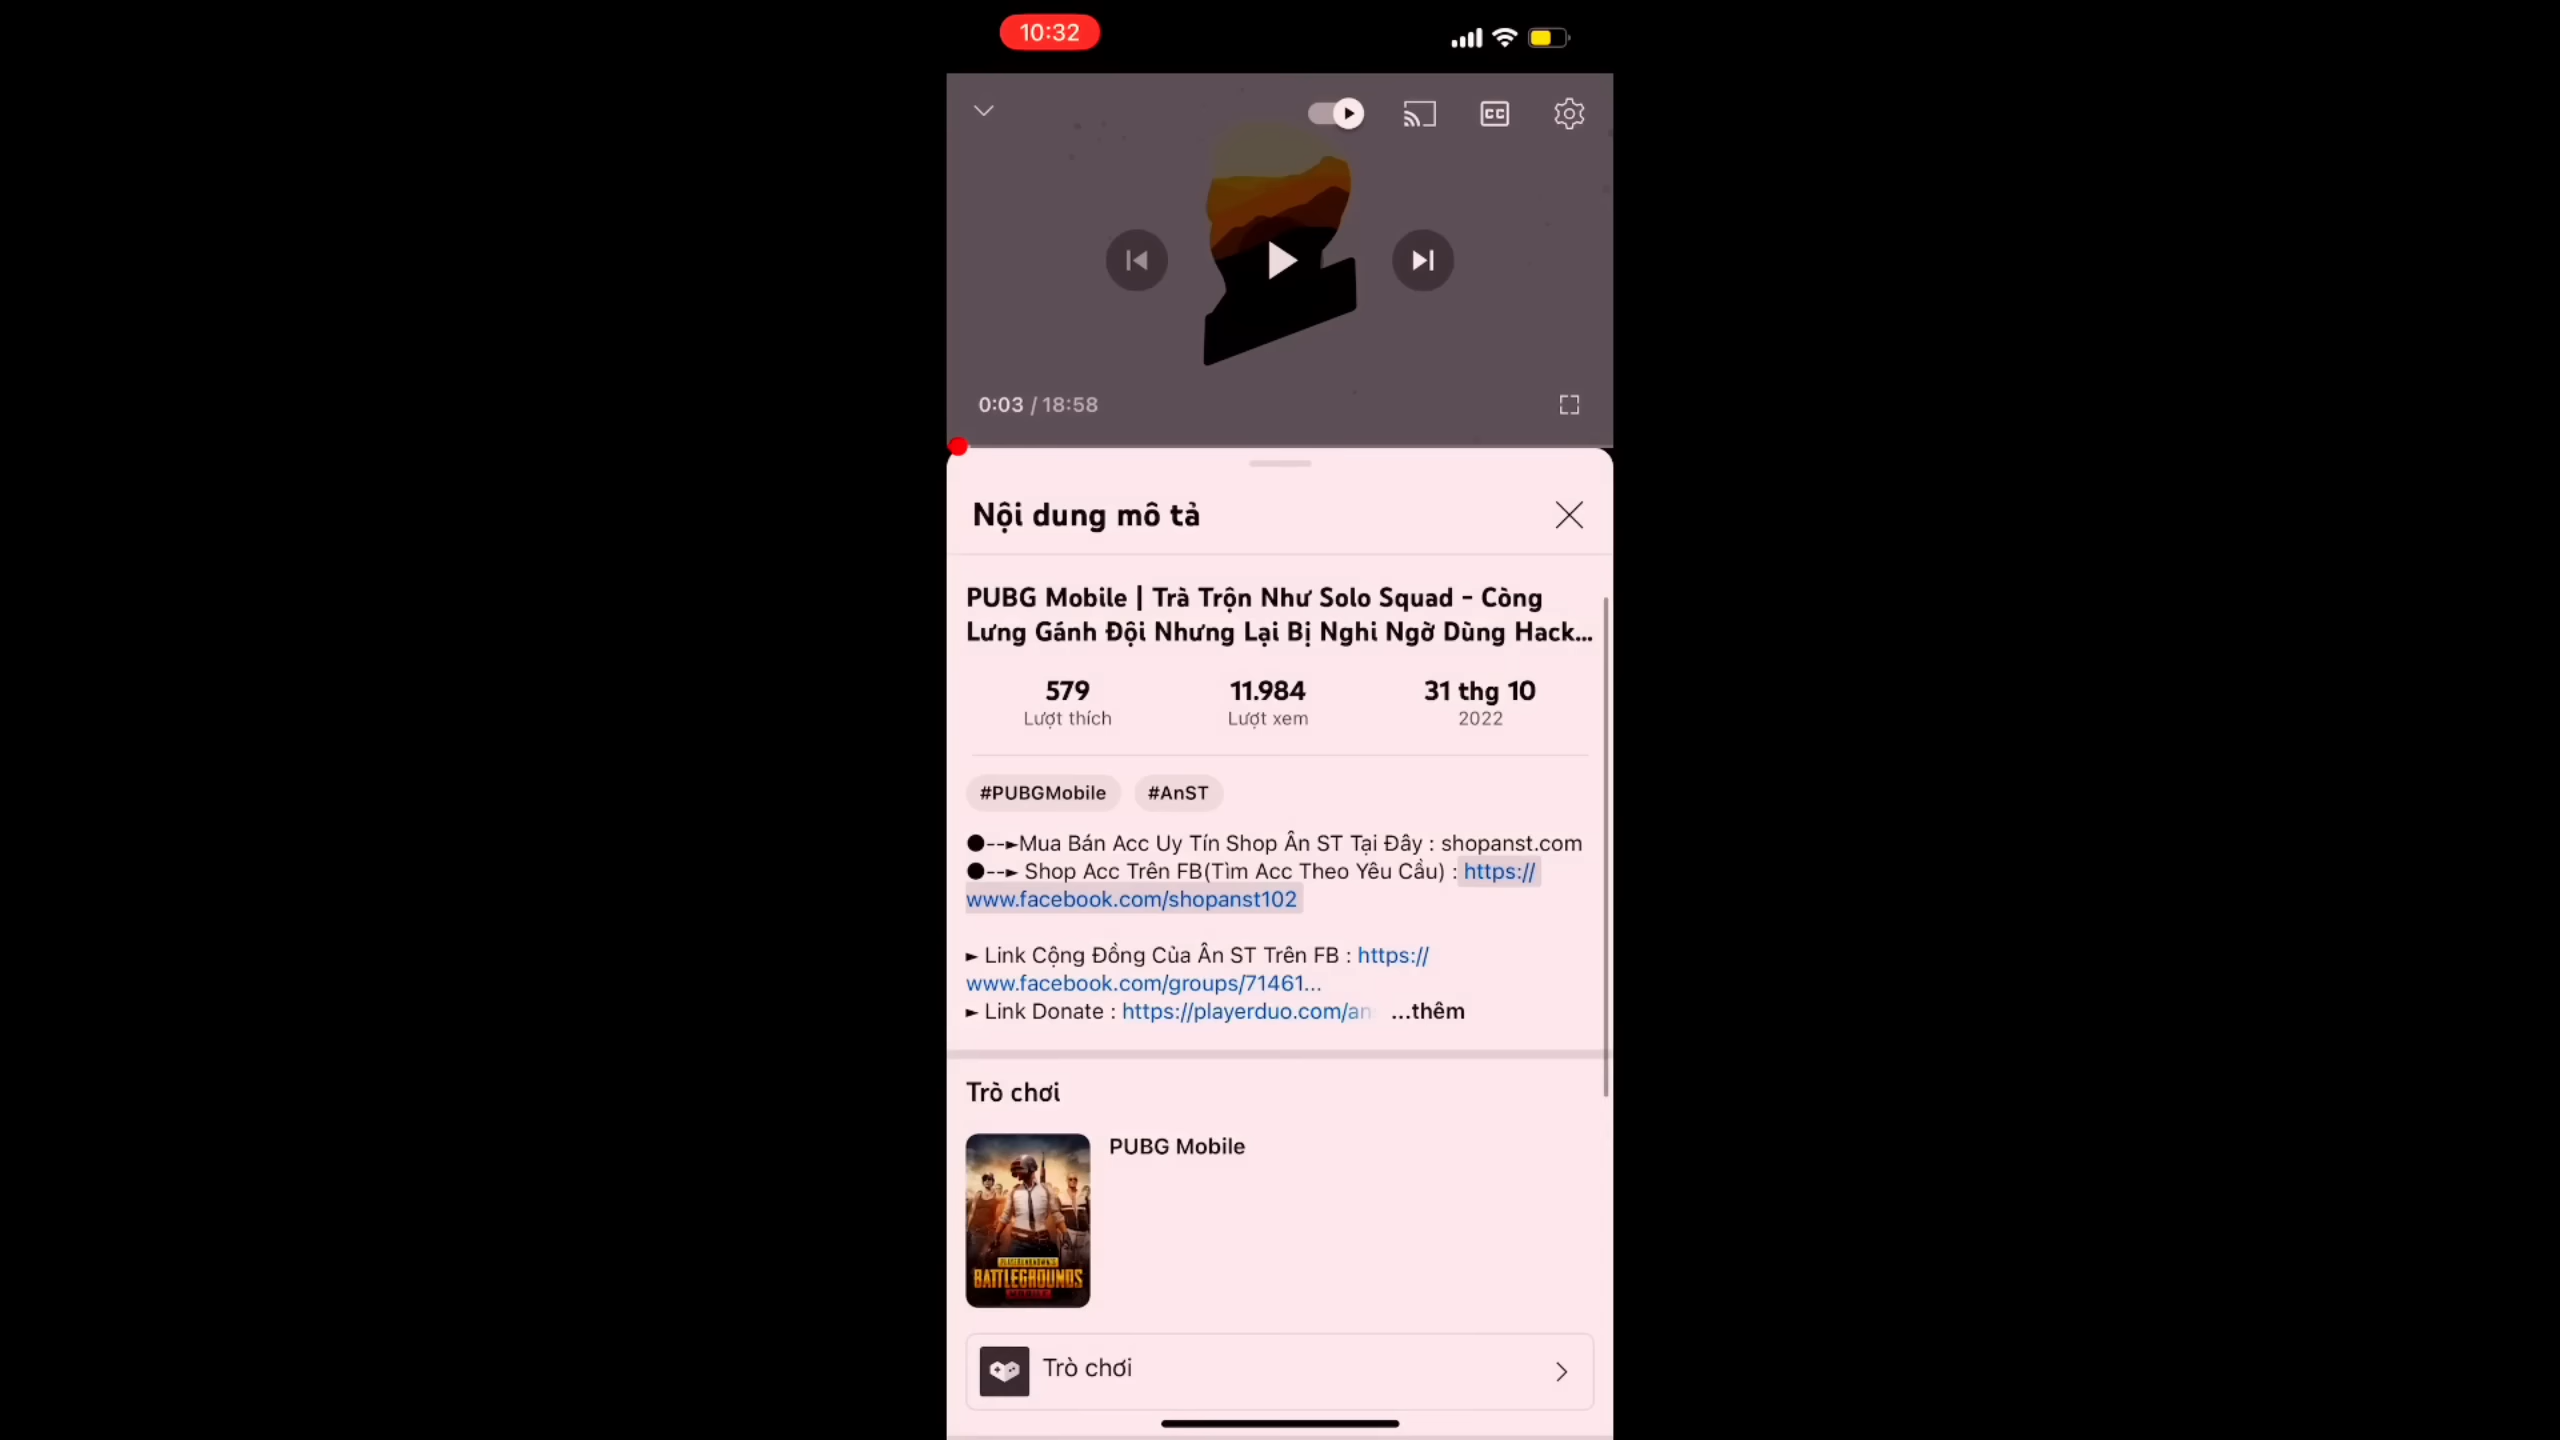 10:32
CC
0:03 / 18:58
Nội dung mô tả
PUBG Mobile | Trà Trộn Như Solo Squad - Còng
Lưng Gánh Đội Nhưng Lại Bị Nghi Ngờ Dùng Hack...
579
11.984
31 thg 10
Lượt thích
Lượt xem
2022
#PUBGMobile
#AnST
●--►Mua Bán Acc Uy Tín Shop Ân ST Tại Đây : shopanst.com
●--► Shop Acc Trên FB(Tìm Acc Theo Yêu Cầu) : https://
www.facebook.com/shopanst102
► Link Cộng Đồng Của Ân ST Trên FB : https://
www.facebook.com/groups/71461...
► Link Donate : https://playerduo.com/an ...thêm
Trò chơi
PUBG Mobile
PLAYERUNKNOWN'S
BATTLEGROUNDS
MOBILE
Trò chơi